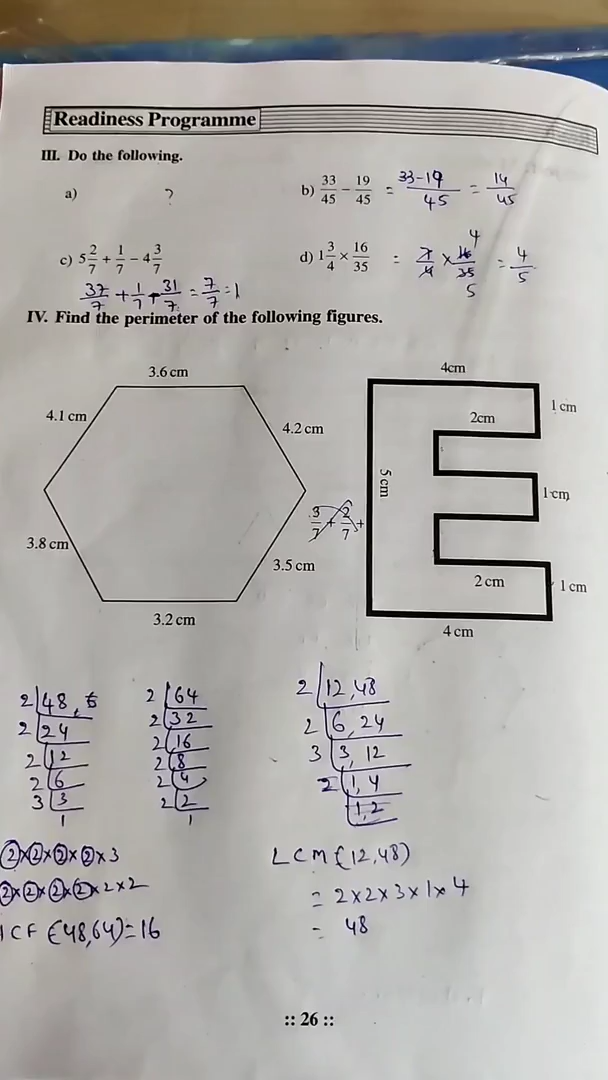 Readiness Programme
III. Do the following.
a) ?
b) 33/45 − 19/45 = 33-19/45 = 14/45
c) 5 2/7 + 1/7 − 4 3/7
37/7 + 1/7 - 31/7 = 7/7 = 1
d) 1 3/4 × 16/35 = 7/4 × 16/35 = 4/5
4
5
IV. Find the perimeter of the following figures.
3.6 cm
4.1 cm
4.2 cm
3.8 cm
3.5 cm
3.2 cm
3/7 + 2/7 +
4cm
1 cm
2cm
5 cm
1 cm
2 cm
1 cm
4 cm
2 48,
2 24
2 12
2 6
3 3
1
2 64
2 32
2 16
2 8
2 4
2 2
1
2 12, 48
2 6, 24
3 3, 12
2 1, 4
1, 2
2×2×2×2×3
2×2×2×2×2×2
CF (48,64)=16
LCM (12,48)
= 2×2×3×1×4
= 48
:: 26 ::